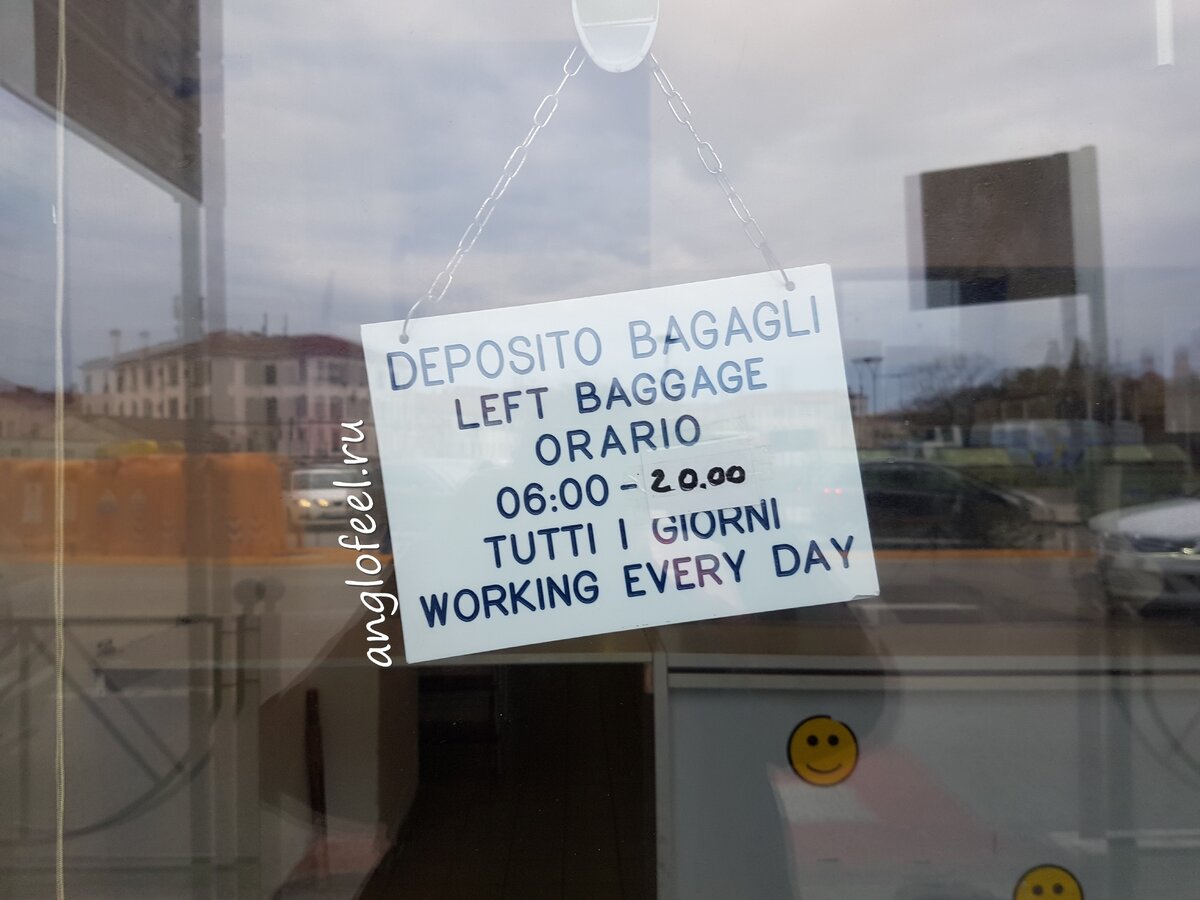 DEPOSITO BAGAGLI
LEFT BAGGAGE
ORARIO
06:00 - 20.00
TUTTI I GIORNI
WORKING EVERY DAY
anglofeel.ru